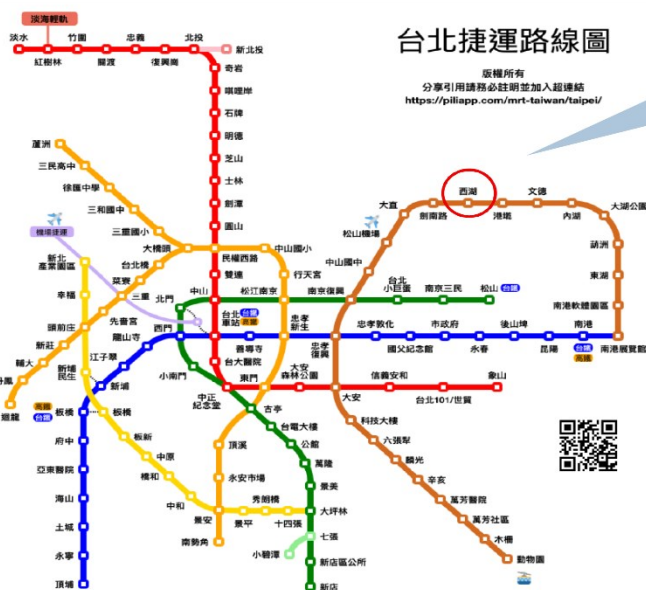 台北捷運路線圖
版權所有
分享引用請務必註明並加入超連結
https://piliapp.com/mrt-taiwan/taipei/
淡海輕軌
淡水
紅樹林
竹圍
關渡
忠義
復興崗
北投
新北投
奇岩
唭哩岸
石牌
明德
芝山
士林
劍潭
圓山
民權西路
雙連
中山
台北
車站
台鐵
高鐵
台大醫院
中正
紀念堂
東門
大安
森林公園
大安
信義安和
台北101/世貿
象山
蘆洲
三民高中
徐匯中學
三和國中
三重國小
大橋頭
台北橋
菜寮
三重
先嗇宮
頭前庄
新莊
輔大
丹鳳
迴龍
中山國小
行天宮
松江南京
忠孝
新生
古亭
頂溪
永安市場
景安
南勢角
機場捷運
新北
產業園區
幸福
新埔
民生
板橋
板新
中原
橋和
中和
景平
秀朗橋
十四張
大坪林
北門
西門
小南門
台電大樓
公館
萬隆
景美
七張
小碧潭
新店區公所
新店
南京復興
台北
小巨蛋
南京三民
松山
台鐵
龍山寺
江子翠
新埔
高鐵
台鐵
板橋
府中
亞東醫院
海山
土城
永寧
頂埔
善導寺
忠孝
復興
忠孝敦化
國父紀念館
市政府
永春
後山埤
昆陽
南港
台鐵
高鐵
南港展覽館
南港軟體園區
東湖
葫洲
大湖公園
內湖
文德
港墘
西湖
劍南路
大直
松山機場
中山國中
科技大樓
六張犁
麟光
辛亥
萬芳醫院
萬芳社區
木柵
動物園